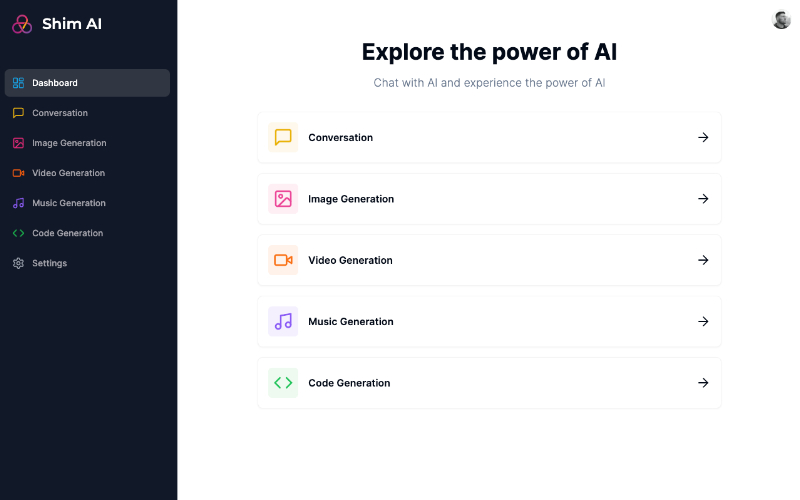 Shim AI
Dashboard
Conversation
Image Generation
Video Generation
Music Generation
Code Generation
Settings
Explore the power of AI
Chat with AI and experience the power of AI
Conversation
Image Generation
Video Generation
Music Generation
Code Generation